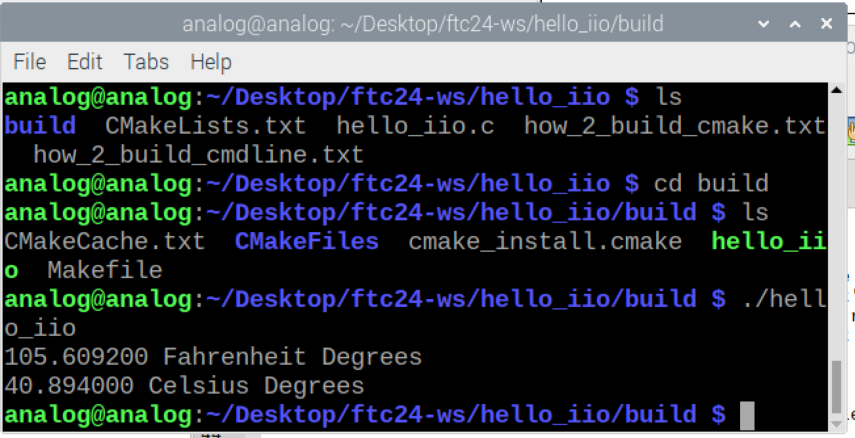 analog@analog: ~/Desktop/ftc24-ws/hello_iio/build
File Edit Tabs Help
analog@analog:~/Desktop/ftc24-ws/hello_iio $ ls
build  CMakeLists.txt  hello_iio.c  how_2_build_cmake.txt
  how_2_build_cmdline.txt
analog@analog:~/Desktop/ftc24-ws/hello_iio $ cd build
analog@analog:~/Desktop/ftc24-ws/hello_iio/build $ ls
CMakeCache.txt  CMakeFiles  cmake_install.cmake  hello_ii
o  Makefile
analog@analog:~/Desktop/ftc24-ws/hello_iio/build $ ./hell
o_iio
105.609200 Fahrenheit Degrees
40.894000 Celsius Degrees
analog@analog:~/Desktop/ftc24-ws/hello_iio/build $